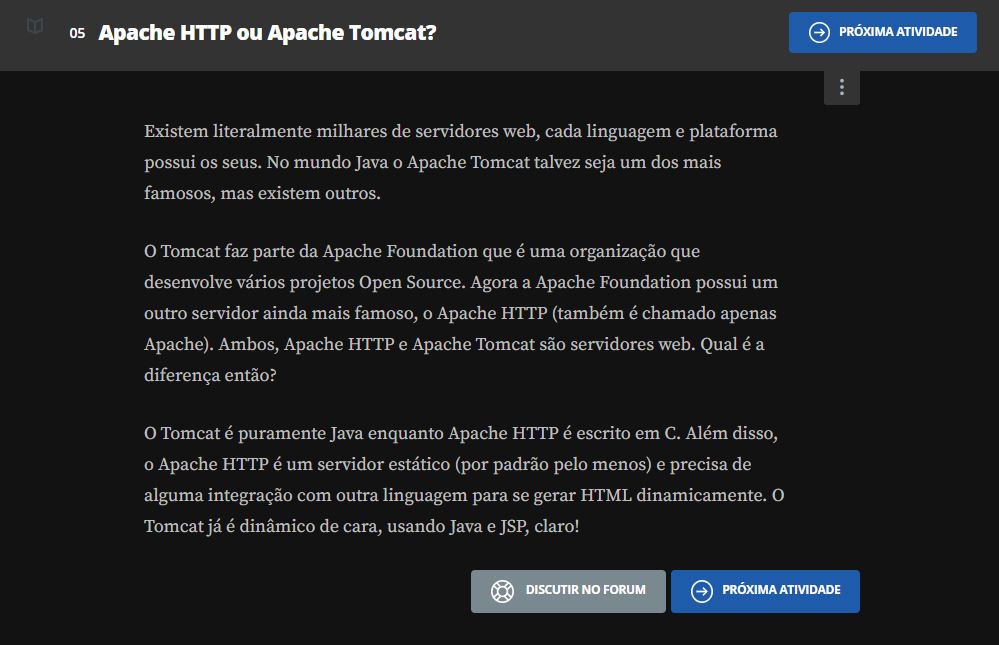 05 Apache HTTP ou Apache Tomcat?
PRÓXIMA ATIVIDADE
Existem literalmente milhares de servidores web, cada linguagem e plataforma
possui os seus. No mundo Java o Apache Tomcat talvez seja um dos mais
famosos, mas existem outros.
O Tomcat faz parte da Apache Foundation que é uma organização que
desenvolve vários projetos Open Source. Agora a Apache Foundation possui um
outro servidor ainda mais famoso, o Apache HTTP (também é chamado apenas
Apache). Ambos, Apache HTTP e Apache Tomcat são servidores web. Qual é a
diferença então?
O Tomcat é puramente Java enquanto Apache HTTP é escrito em C. Além disso,
o Apache HTTP é um servidor estático (por padrão pelo menos) e precisa de
alguma integração com outra linguagem para se gerar HTML dinamicamente. O
Tomcat já é dinâmico de cara, usando Java e JSP, claro!
DISCUTIR NO FORUM
PRÓXIMA ATIVIDADE